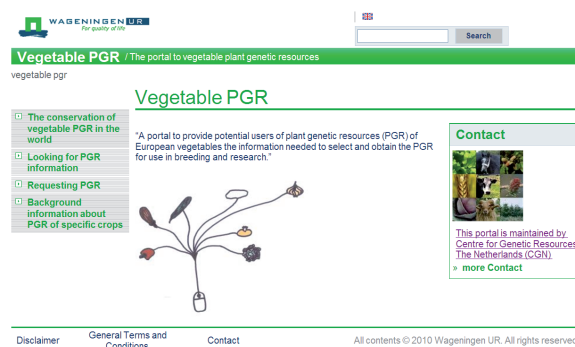 WAGENINGEN UR
For quality of life
Search
Vegetable PGR / The portal to vegetable plant genetic resources
vegetable pgr
Vegetable PGR
The conservation of
vegetable PGR in the
world
Looking for PGR
information
Requesting PGR
Background
information about
PGR of specific crops
"A portal to provide potential users of plant genetic resources (PGR) of
European vegetables the information needed to select and obtain the PGR
for use in breeding and research."
Contact
This portal is maintained by
Centre for Genetic Resources
The Netherlands (CGN)
» more Contact
Disclaimer
General Terms and
Conditions
Contact
All contents © 2010 Wageningen UR. All rights reserved